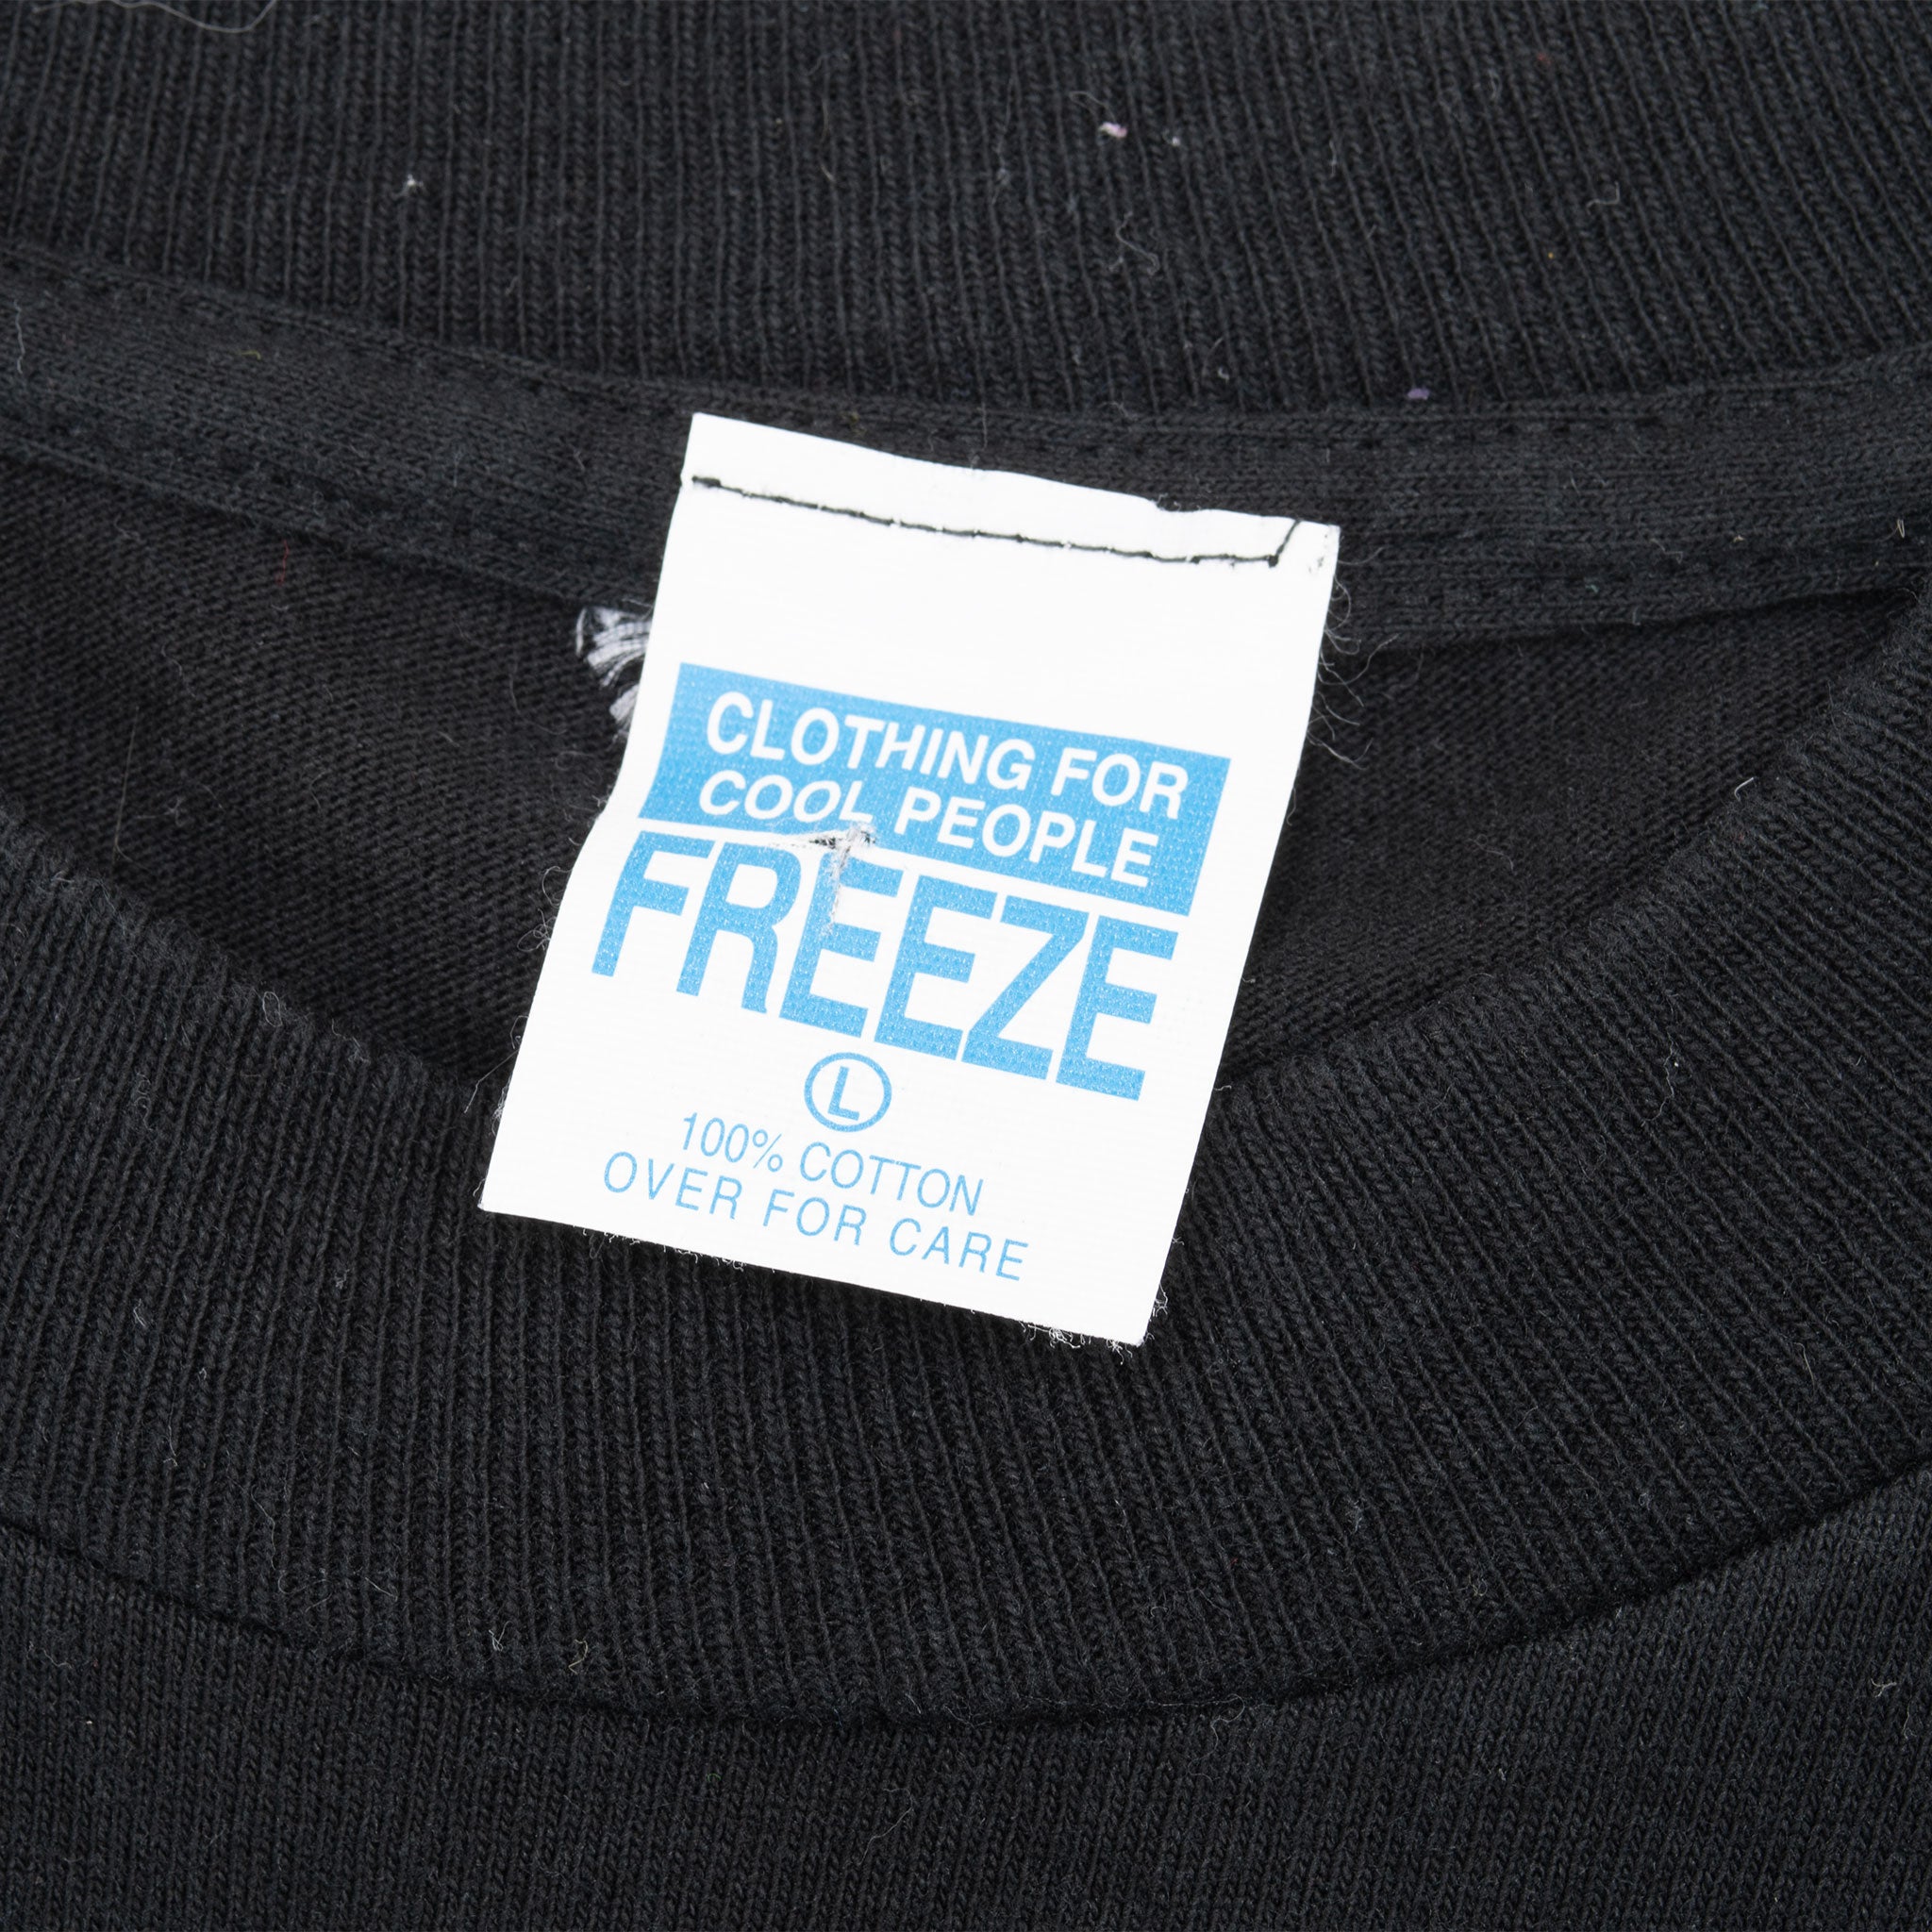 CLOTHING FOR
COOL PEOPLE
FREEZE
L
100% COTTON
OVER FOR CARE